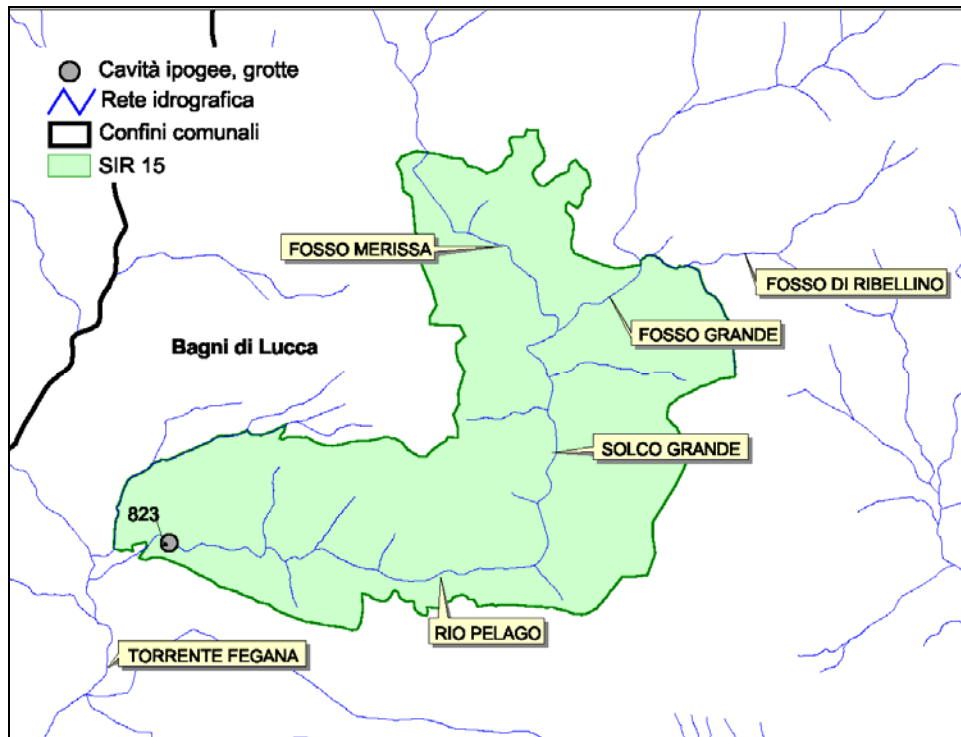 Cavità ipogee, grotte
Rete idrografica
Confini comunali
SIR 15
FOSSO MERISSA
FOSSO DI RIBELLINO
FOSSO GRANDE
Bagni di Lucca
SOLCO GRANDE
823
RIO PELAGO
TORRENTE FEGANA